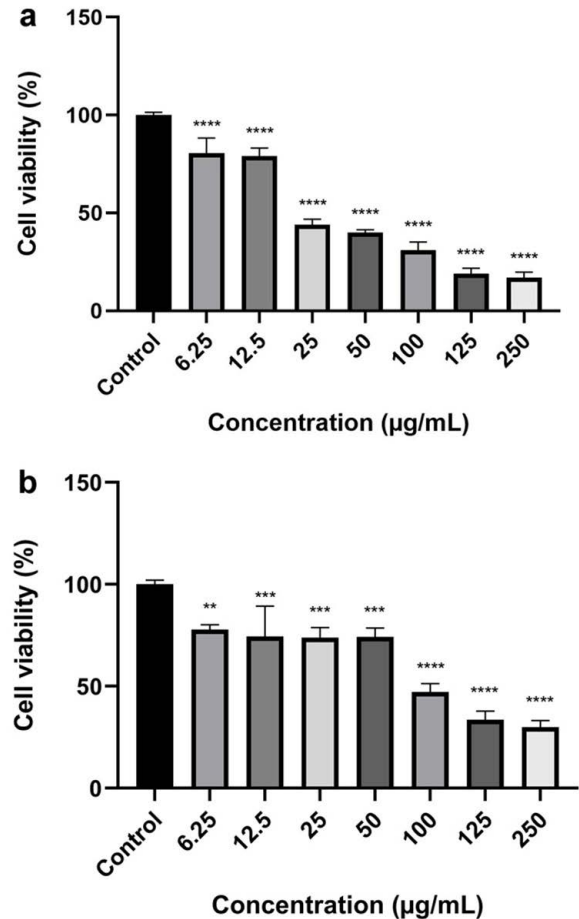 a
150
100
50
0
Cell viability (%)
**** **** **** **** **** **** ****
Control 6.25 12.5 25 50 100 125 250
Concentration (µg/mL)
b
150
100
50
0
Cell viability (%)
** *** *** *** **** **** ****
Control 6.25 12.5 25 50 100 125 250
Concentration (µg/mL)